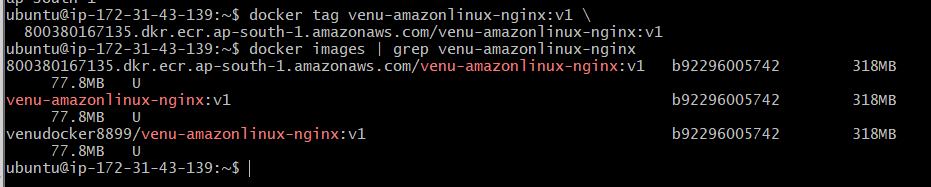 ubuntu@ip-172-31-43-139:~$ docker tag venu-amazonlinux-nginx:v1 \
  800380167135.dkr.ecr.ap-south-1.amazonaws.com/venu-amazonlinux-nginx:v1
ubuntu@ip-172-31-43-139:~$ docker images | grep venu-amazonlinux-nginx
800380167135.dkr.ecr.ap-south-1.amazonaws.com/venu-amazonlinux-nginx:v1   b92296005742        318MB
      77.8MB   U
venu-amazonlinux-nginx:v1                                                 b92296005742        318MB
      77.8MB   U
venudocker8899/venu-amazonlinux-nginx:v1                                  b92296005742        318MB
      77.8MB   U
ubuntu@ip-172-31-43-139:~$